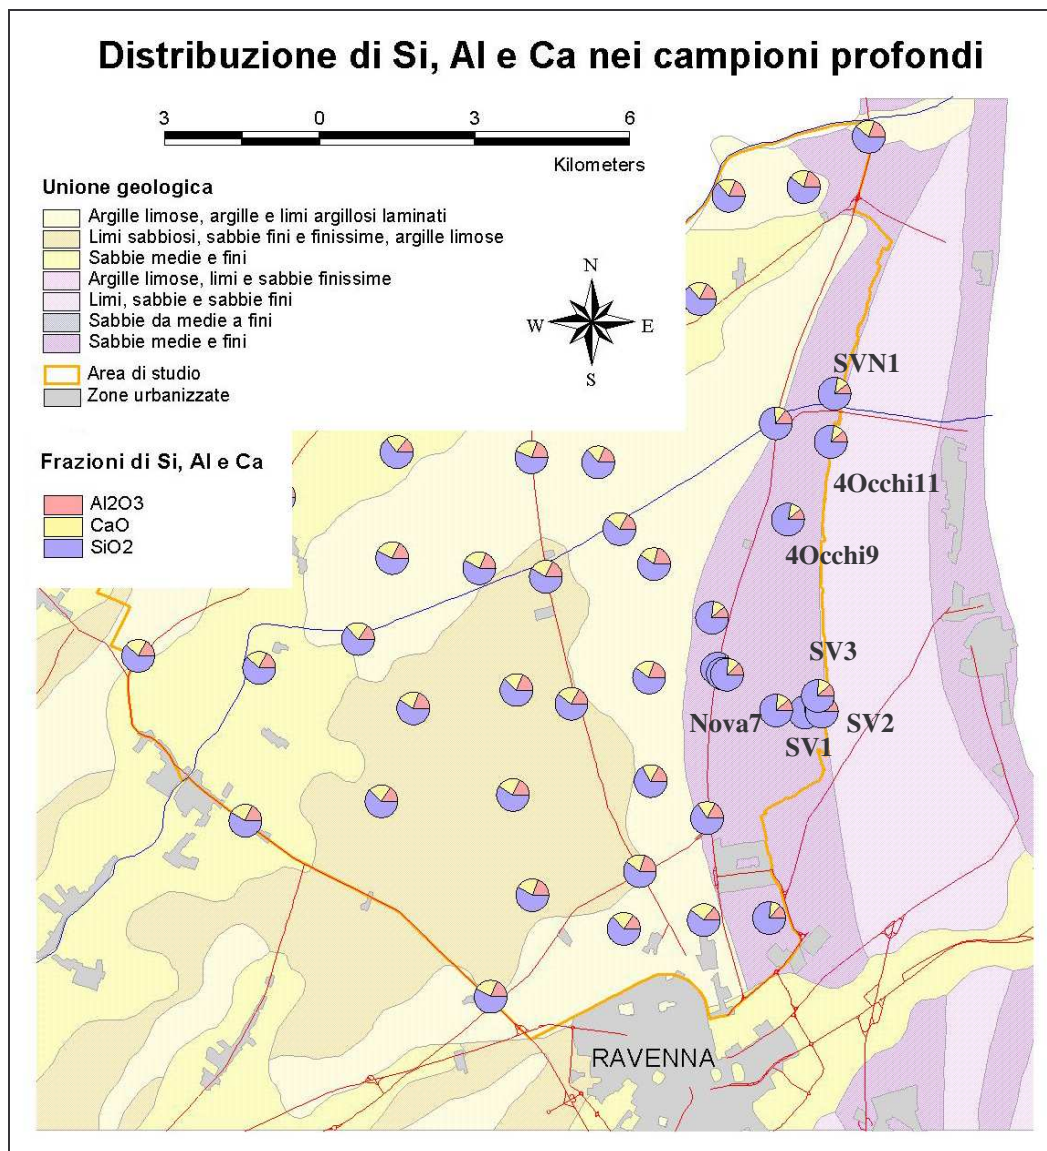 Distribuzione di Si, Al e Ca nei campioni profondi
3 0 3 6
Kilometers
Unione geologica
Argille limose, argille e limi argillosi laminati
Limi sabbiosi, sabbie fini e finissime, argille limose
Sabbie medie e fini
Argille limose, limi e sabbie finissime
Limi, sabbie e sabbie fini
Sabbie da medie a fini
Sabbie medie e fini
Area di studio
Zone urbanizzate
N
W E
S
Frazioni di Si, Al e Ca
Al2O3
CaO
SiO2
SVN1
4Occhi11
4Occhi9
SV3
Nova7
SV2
SV1
RAVENNA